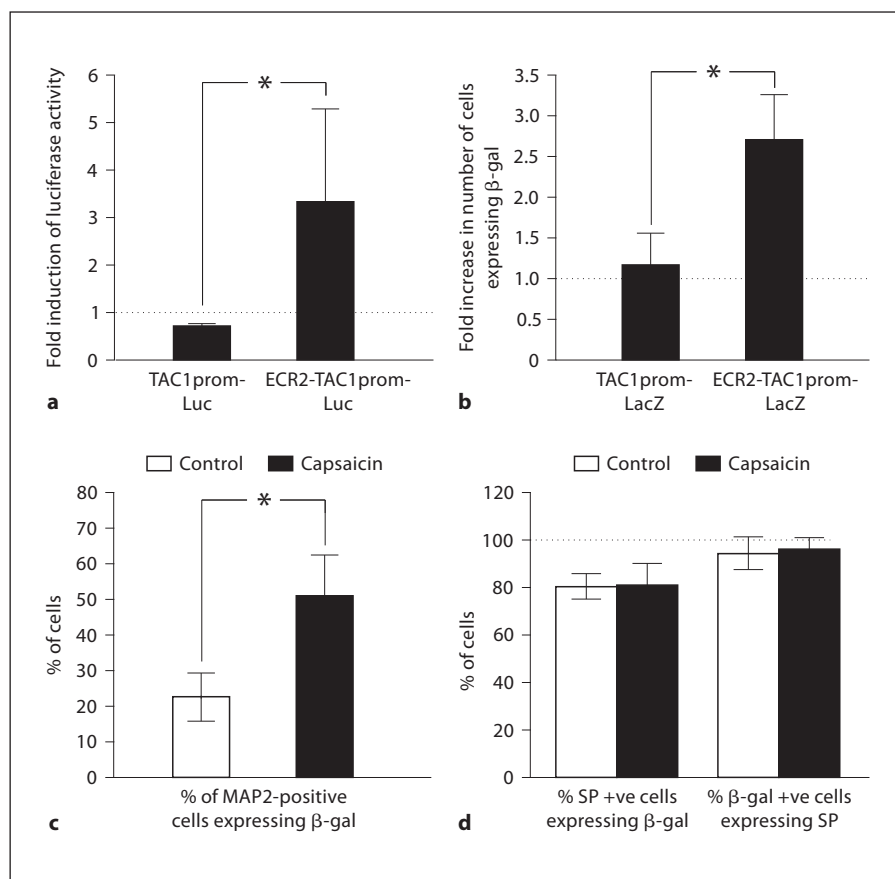 6
5
4
3
2
1
0
Fold induction of luciferase activity
*
TAC1prom-
Luc
ECR2-TAC1prom-
Luc
a
3.5
3.0
2.5
2.0
1.5
1.0
0.5
0
Fold increase in number of cells
expressing β-gal
*
TAC1prom-
LacZ
ECR2-TAC1prom-
LacZ
b
Control
Capsaicin
80
70
60
50
40
30
20
10
0
% of cells
*
% of MAP2-positive
cells expressing β-gal
c
Control
Capsaicin
120
100
80
60
40
20
0
% of cells
% SP +ve cells
expressing β-gal
% β-gal +ve cells
expressing SP
d